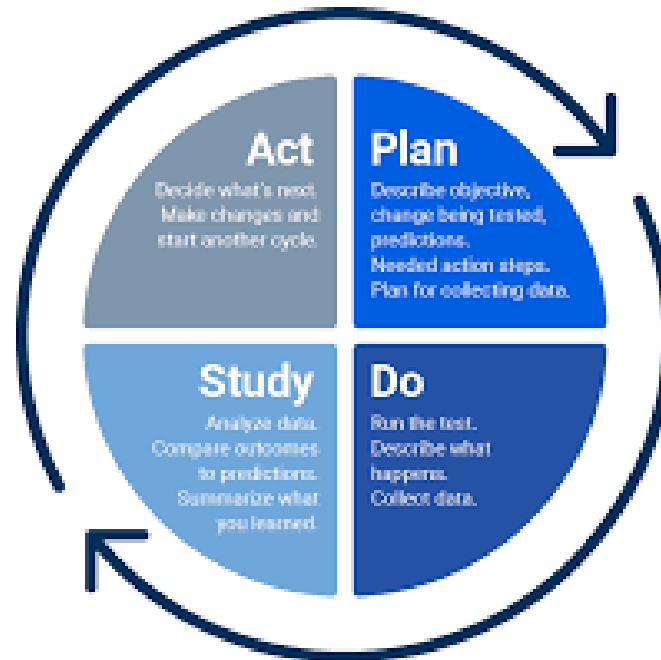 Act
Decide what's next.
Make changes and
start another cycle.
Plan
Describe objective,
change being tested,
predictions.
Needed action steps.
Plan for collecting data.
Study
Analyze data.
Compare outcomes
to predictions.
Summarize what
you learned.
Do
Run the test.
Describe what
happens.
Collect data.